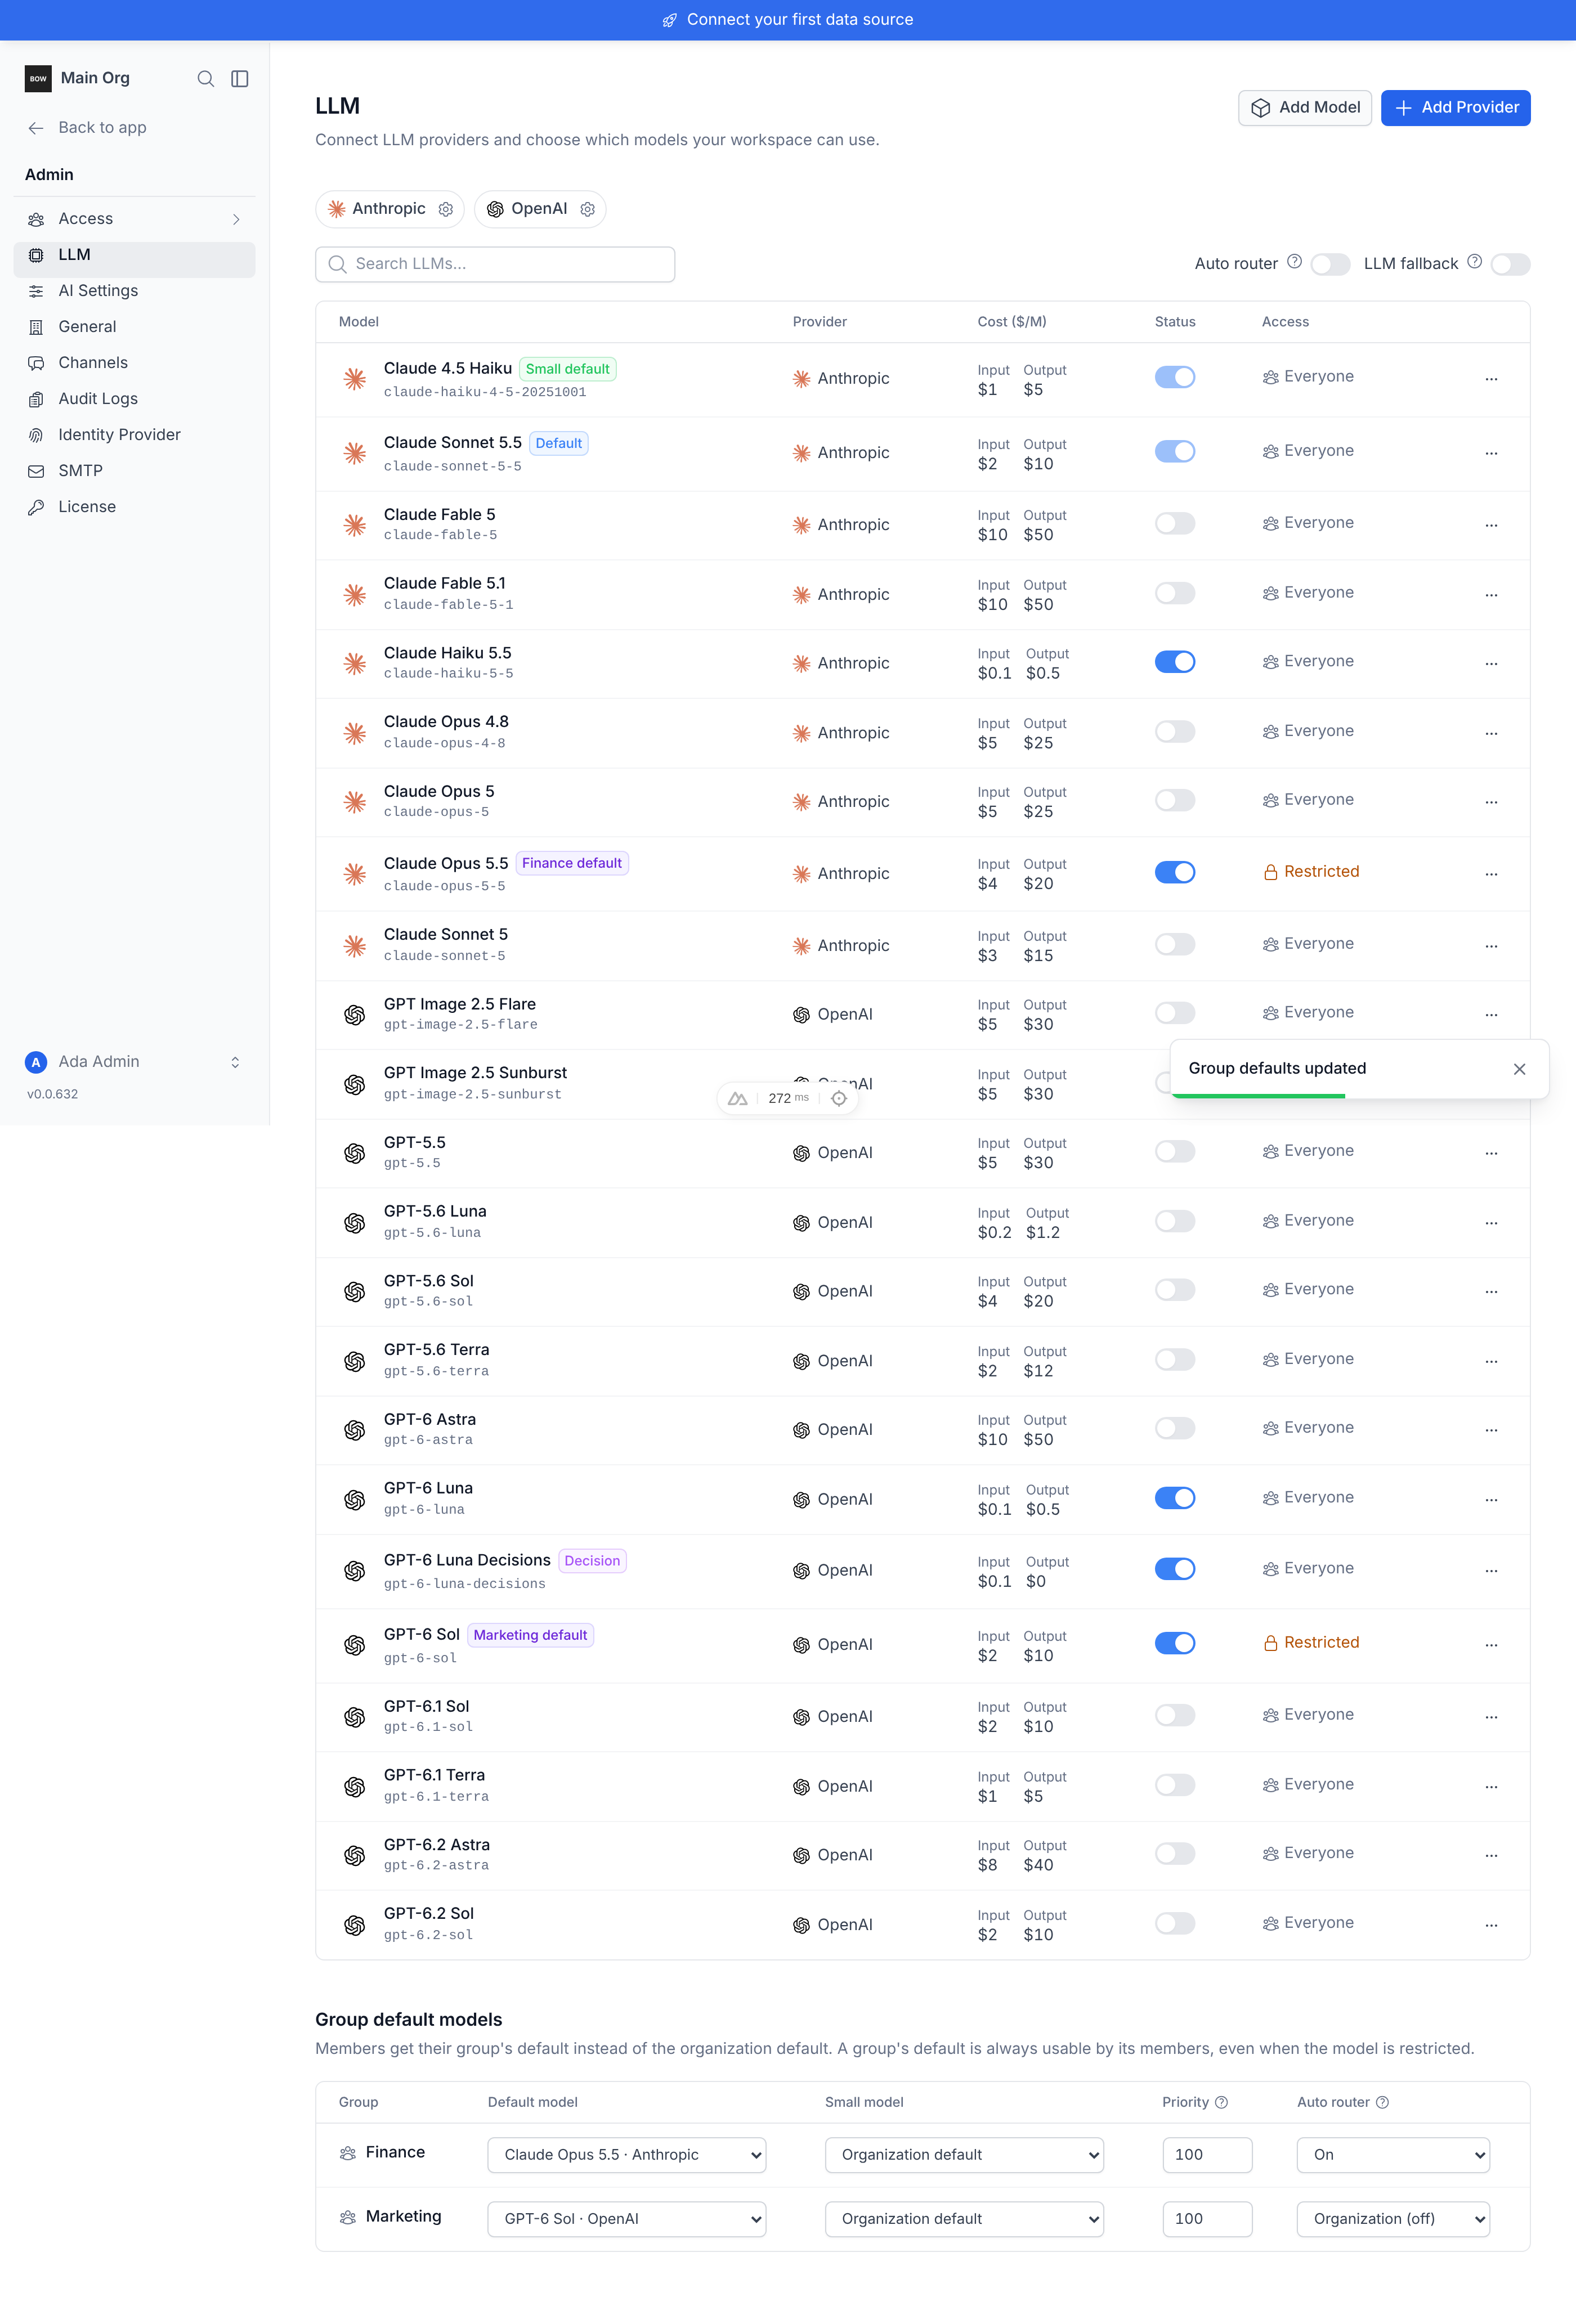 Connect your first data source
BOW Main Org
Back to app
Admin
Access
LLM
AI Settings
General
Channels
Audit Logs
Identity Provider
SMTP
License
A Ada Admin
v0.0.632
LLM
Connect LLM providers and choose which models your workspace can use.
Add Model
Add Provider
Anthropic
OpenAI
Search LLMs...
Auto router
LLM fallback
Model Provider Cost ($/M) Status Access
Claude 4.5 Haiku Small default
claude-haiku-4-5-20251001
Anthropic
Input Output
$1 $5
Everyone
Claude Sonnet 5.5 Default
claude-sonnet-5-5
Anthropic
Input Output
$2 $10
Everyone
Claude Fable 5
claude-fable-5
Anthropic
Input Output
$10 $50
Everyone
Claude Fable 5.1
claude-fable-5-1
Anthropic
Input Output
$10 $50
Everyone
Claude Haiku 5.5
claude-haiku-5-5
Anthropic
Input Output
$0.1 $0.5
Everyone
Claude Opus 4.8
claude-opus-4-8
Anthropic
Input Output
$5 $25
Everyone
Claude Opus 5
claude-opus-5
Anthropic
Input Output
$5 $25
Everyone
Claude Opus 5.5 Finance default
claude-opus-5-5
Anthropic
Input Output
$4 $20
Restricted
Claude Sonnet 5
claude-sonnet-5
Anthropic
Input Output
$3 $15
Everyone
GPT Image 2.5 Flare
gpt-image-2.5-flare
OpenAI
Input Output
$5 $30
Everyone
GPT Image 2.5 Sunburst
gpt-image-2.5-sunburst
OpenAI
Input Output
$5 $30
Group defaults updated
272 ms
GPT-5.5
gpt-5.5
OpenAI
Input Output
$5 $30
Everyone
GPT-5.6 Luna
gpt-5.6-luna
OpenAI
Input Output
$0.2 $1.2
Everyone
GPT-5.6 Sol
gpt-5.6-sol
OpenAI
Input Output
$4 $20
Everyone
GPT-5.6 Terra
gpt-5.6-terra
OpenAI
Input Output
$2 $12
Everyone
GPT-6 Astra
gpt-6-astra
OpenAI
Input Output
$10 $50
Everyone
GPT-6 Luna
gpt-6-luna
OpenAI
Input Output
$0.1 $0.5
Everyone
GPT-6 Luna Decisions Decision
gpt-6-luna-decisions
OpenAI
Input Output
$0.1 $0
Everyone
GPT-6 Sol Marketing default
gpt-6-sol
OpenAI
Input Output
$2 $10
Restricted
GPT-6.1 Sol
gpt-6.1-sol
OpenAI
Input Output
$2 $10
Everyone
GPT-6.1 Terra
gpt-6.1-terra
OpenAI
Input Output
$1 $5
Everyone
GPT-6.2 Astra
gpt-6.2-astra
OpenAI
Input Output
$8 $40
Everyone
GPT-6.2 Sol
gpt-6.2-sol
OpenAI
Input Output
$2 $10
Everyone
Group default models
Members get their group's default instead of the organization default. A group's default is always usable by its members, even when the model is restricted.
Group Default model Small model Priority Auto router
Finance Claude Opus 5.5 · Anthropic Organization default 100 On
Marketing GPT-6 Sol · OpenAI Organization default 100 Organization (off)